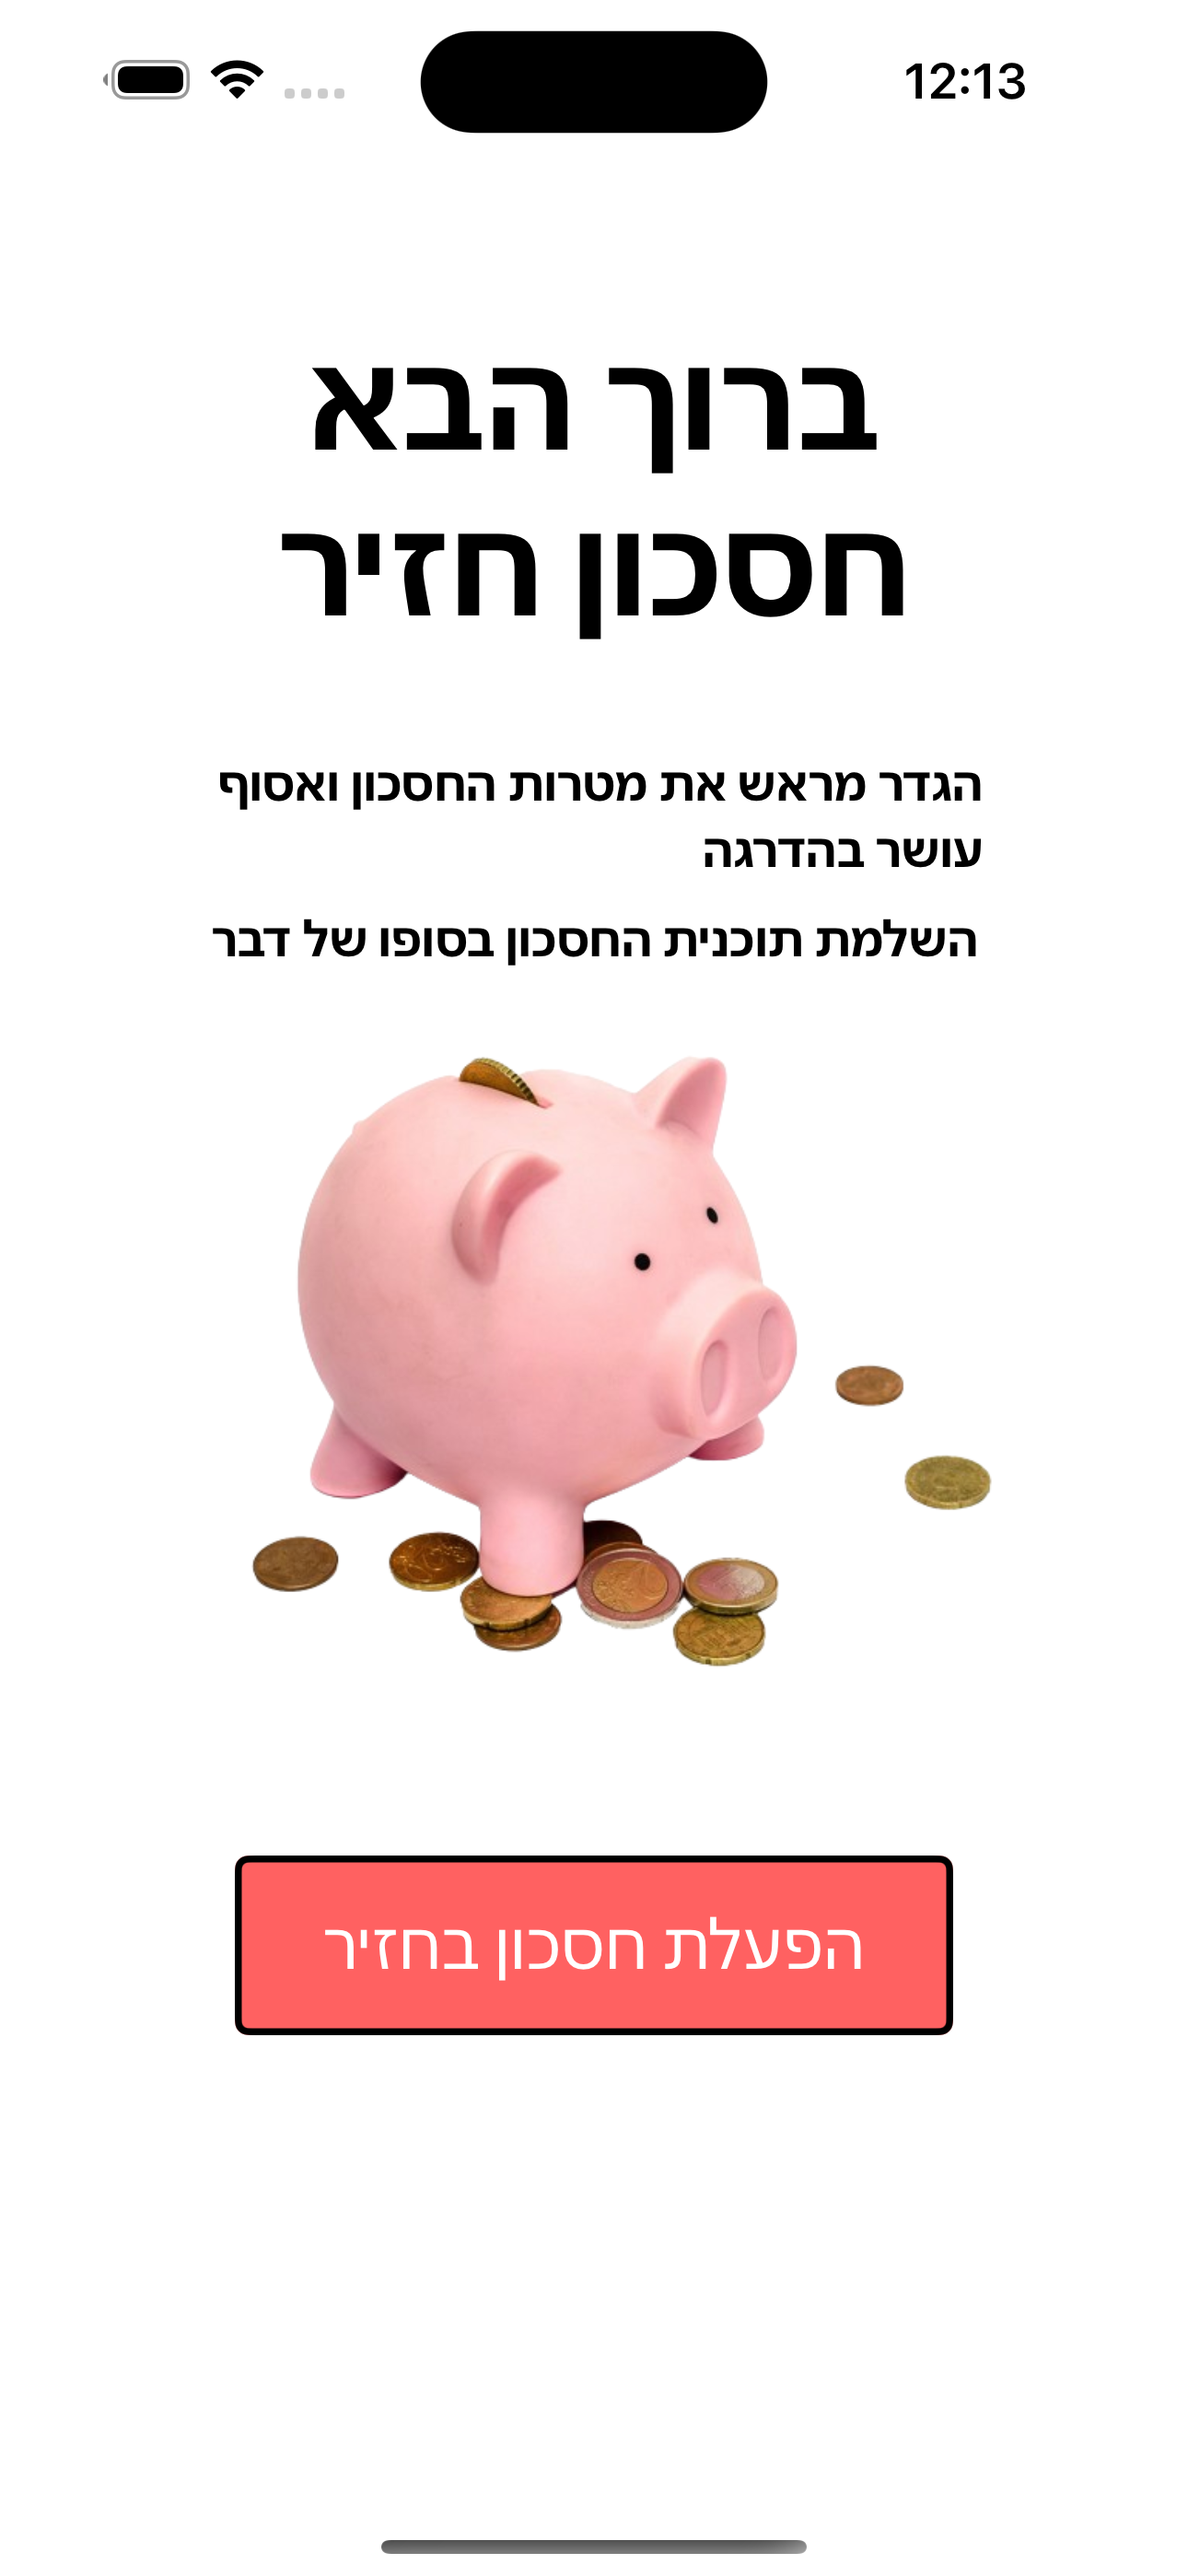 12:13
ברוך הבא
חסכון חזיר
הגדר מראש את מטרות החסכון ואסוף
עושר בהדרגה
השלמת תוכנית החסכון בסופו של דבר
הפעלת חסכון בחזיר